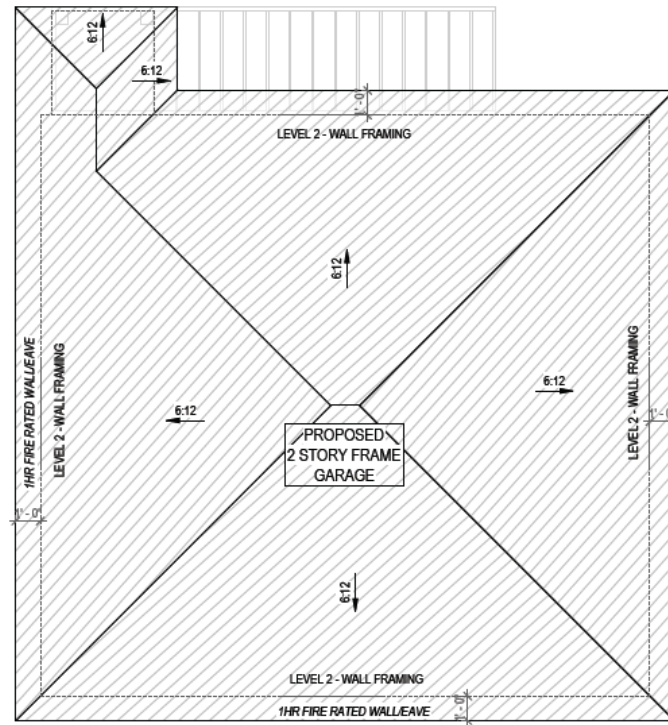 6:12
6:12
1' - 0"
LEVEL 2 - WALL FRAMING
6:12
1HR FIRE RATED WALL/EAVE
LEVEL 2 - WALL FRAMING
6:12
6:12
LEVEL 2 - WALL FRAMING
1' - 0"
PROPOSED
2 STORY FRAME
GARAGE
1' - 0"
6:12
LEVEL 2 - WALL FRAMING
1HR FIRE RATED WALL/EAVE
1' - 0"